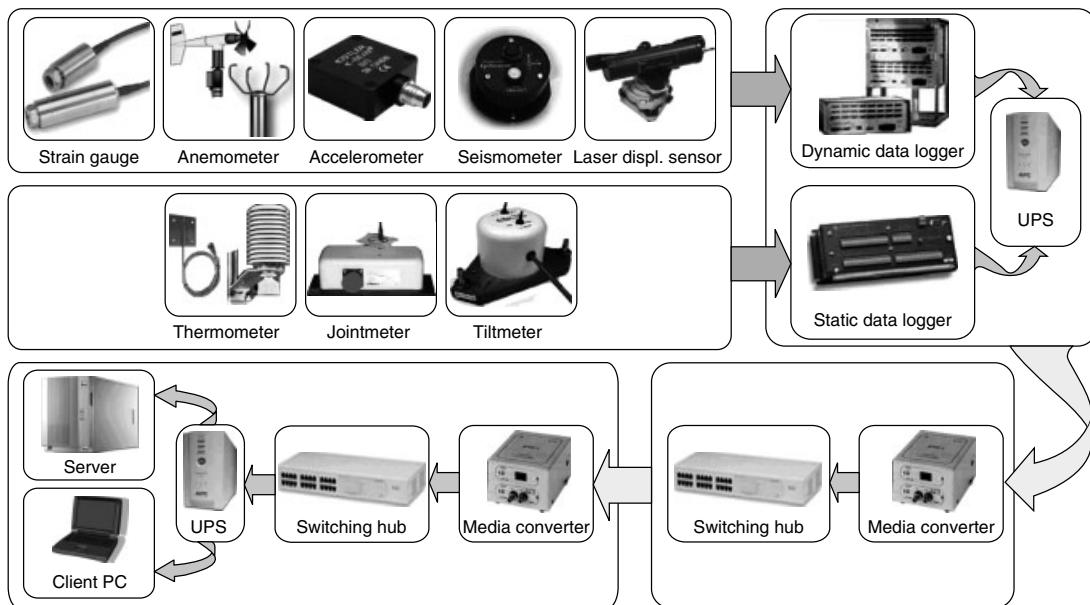 Strain gauge
Anemometer
Accelerometer
Seismometer
Laser displ. sensor
Dynamic data logger
UPS
Thermometer
Jointmeter
Tiltmeter
Static data logger
Server
Client PC
UPS
Switching hub
Media converter
Switching hub
Media converter